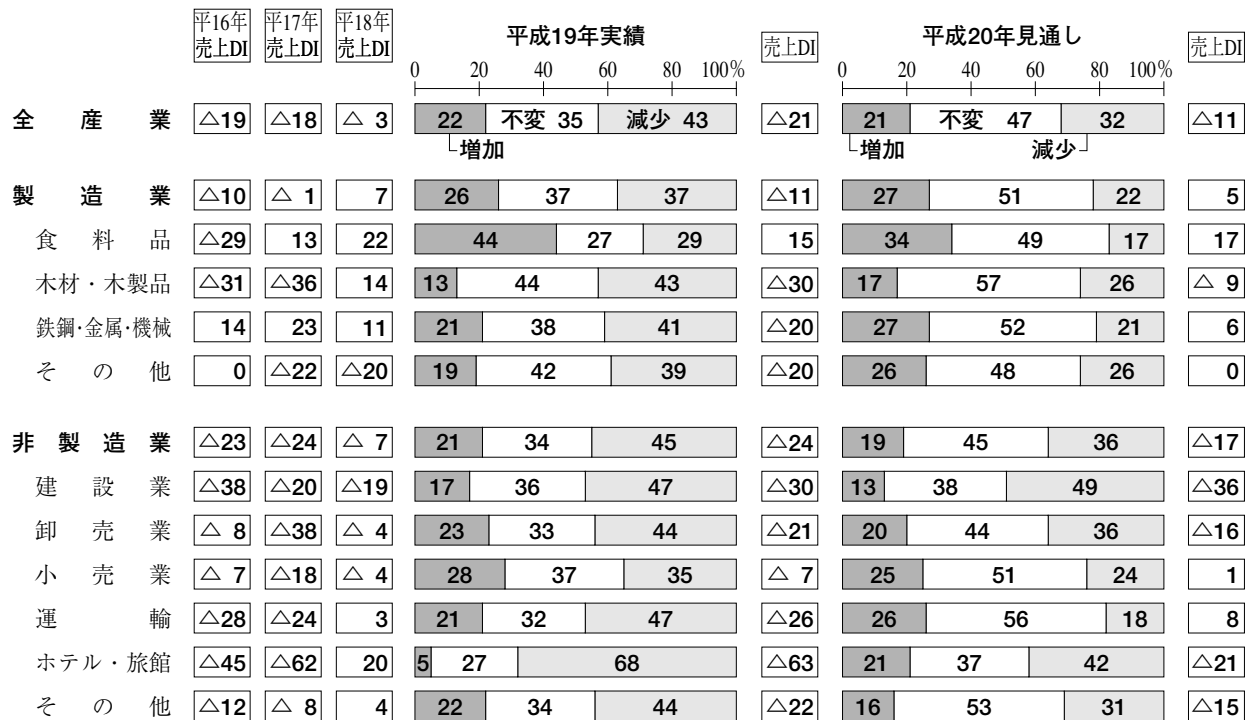 平16年 平17年 平18年
売上DI 売上DI 売上DI 平成19年実績 売上DI 平成20年見通し 売上DI
0 20 40 60 80 100% 0 20 40 60 80 100%
全産業 △19 △18 △3 22 不変 35 減少 43 △21 21 不変 47 32 △11
増加 増加 減少
製造業 △10 △1 7 26 37 37 △11 27 51 22 5
食料品 △29 13 22 44 27 29 15 34 49 17 17
木材・木製品 △31 △36 14 13 44 43 △30 17 57 26 △9
鉄鋼・金属・機械 14 23 11 21 38 41 △20 27 52 21 6
その他 0 △22 △20 19 42 39 △20 26 48 26 0
非製造業 △23 △24 △7 21 34 45 △24 19 45 36 △17
建設業 △38 △20 △19 17 36 47 △30 13 38 49 △36
卸売業 △8 △38 △4 23 33 44 △21 20 44 36 △16
小売業 △7 △18 △4 28 37 35 △7 25 51 24 1
運輸 △28 △24 3 21 32 47 △26 26 56 18 8
ホテル・旅館 △45 △62 20 5 27 68 △63 21 37 42 △21
その他 △12 △8 4 22 34 44 △22 16 53 31 △15